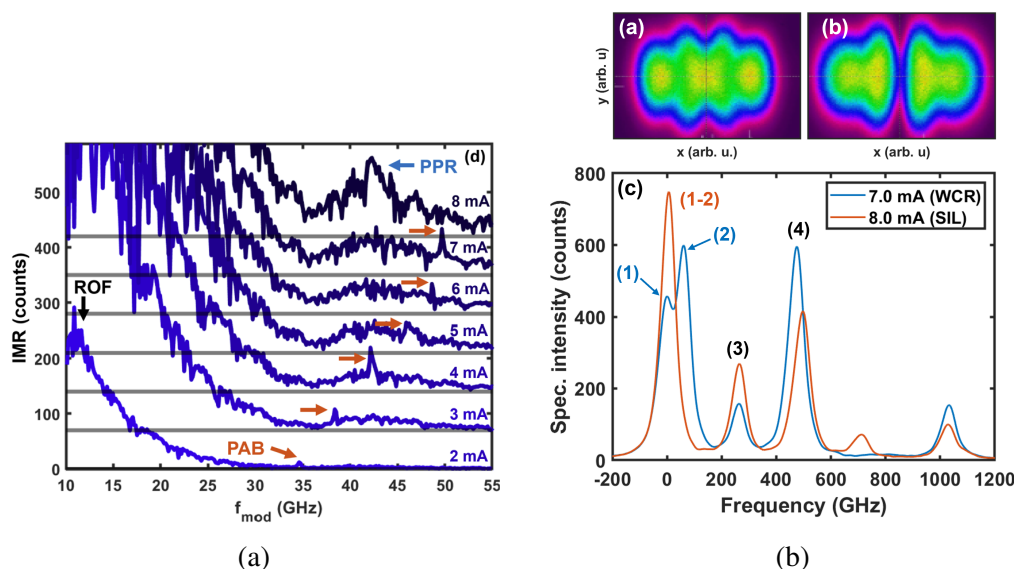 (d)
PPR
8 mA
7 mA
6 mA
5 mA
4 mA
3 mA
2 mA
ROF
PAB
IMR (counts)
500
400
300
200
100
0
10 15 20 25 30 35 40 45 50 55
f_mod (GHz)
(a)
(a)
(b)
y (arb. u)
x (arb. u.)
x (arb. u)
(c)
7.0 mA (WCR)
8.0 mA (SIL)
(1-2)
(2)
(1)
(3)
(4)
Spec. intensity (counts)
800
600
400
200
0
-200 0 200 400 600 800 1000 1200
Frequency (GHz)
(b)